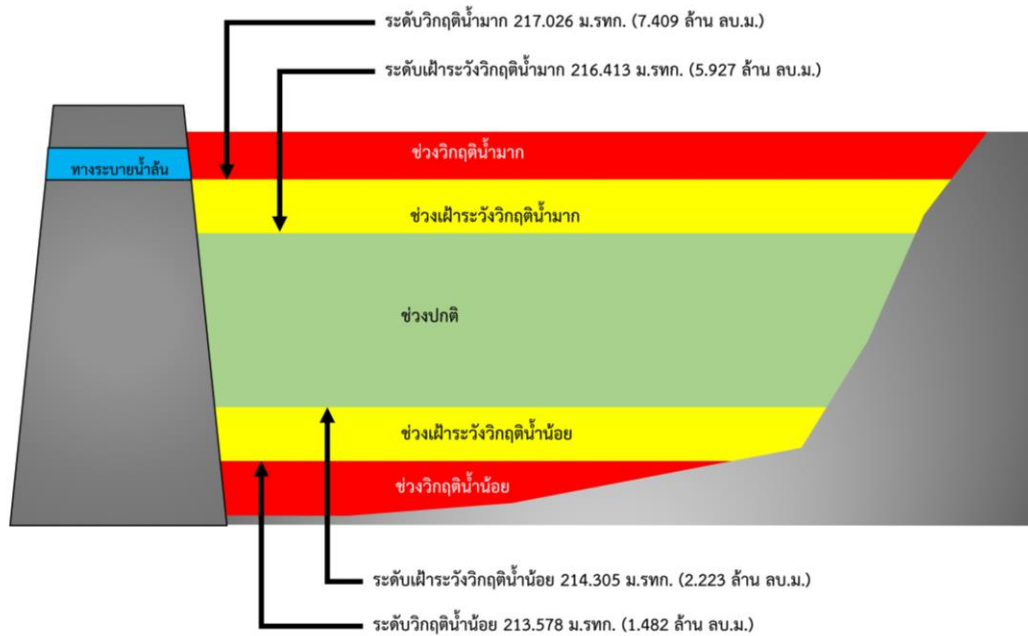 ระดับวิกฤติน้ำมาก 217.026 ม.รทก. (7.409 ล้าน ลบ.ม.)
ระดับเฝ้าระวังวิกฤติน้ำมาก 216.413 ม.รทก. (5.927 ล้าน ลบ.ม.)
ช่วงวิกฤติน้ำมาก
ทางระบายน้ำล้น
ช่วงเฝ้าระวังวิกฤติน้ำมาก
ช่วงปกติ
ช่วงเฝ้าระวังวิกฤติน้ำน้อย
ช่วงวิกฤติน้ำน้อย
ระดับเฝ้าระวังวิกฤติน้ำน้อย 214.305 ม.รทก. (2.223 ล้าน ลบ.ม.)
ระดับวิกฤติน้ำน้อย 213.578 ม.รทก. (1.482 ล้าน ลบ.ม.)